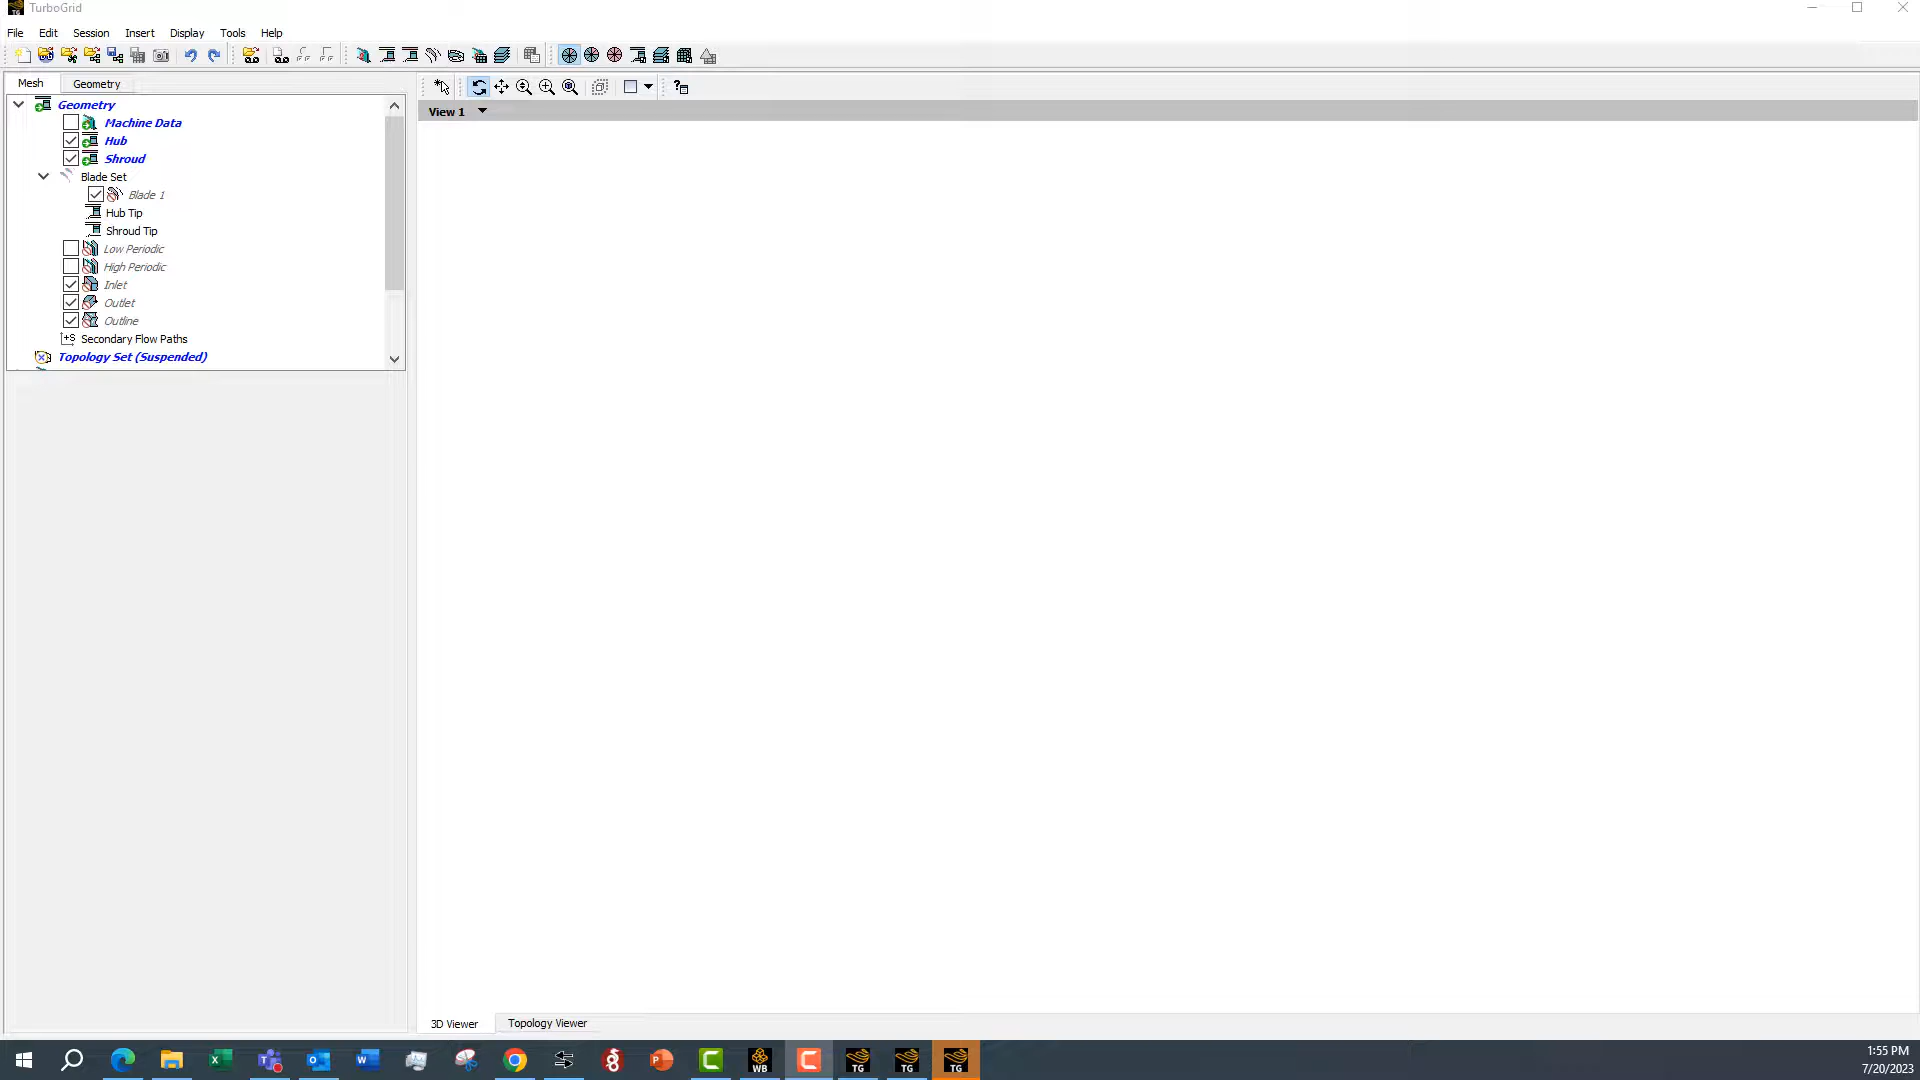 TurboGrid
File Edit Session Insert Display Tools Help
Mesh Geometry
Geometry
Machine Data
Hub
Shroud
Blade Set
Blade 1
Hub Tip
Shroud Tip
Low Periodic
High Periodic
Inlet
Outlet
Outline
Secondary Flow Paths
Topology Set (Suspended)
View 1
3D Viewer Topology Viewer
WB TG TG TG
1:55 PM
7/20/2023